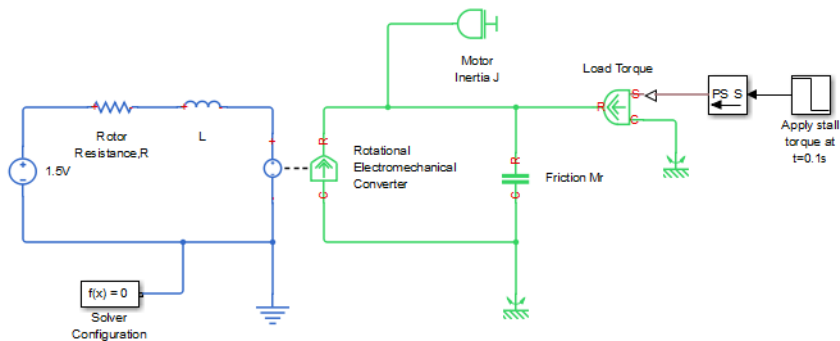 Motor
Inertia J
Load Torque
S
PS S
R
C
Apply stall
torque at
t=0.1s
+
+
L
Rotor
Resistance,R
+
1.5V
R
Rotational
Electromechanical
Converter
C
R
Friction Mr
C
f(x) = 0
Solver
Configuration